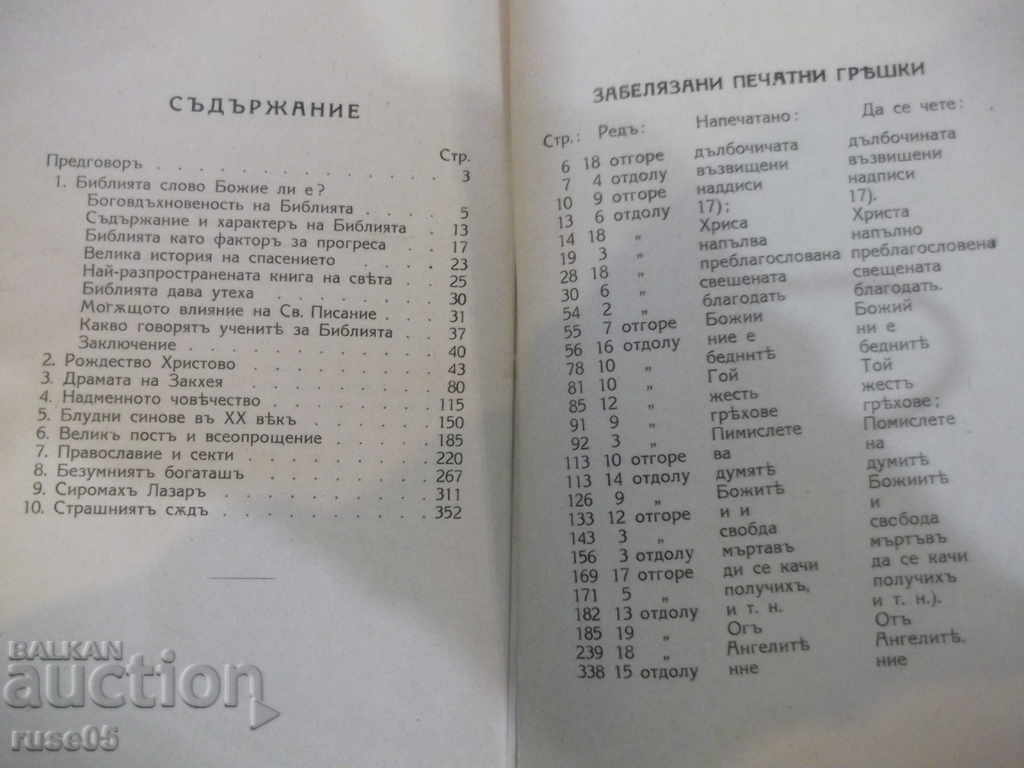 СЪДЪРЖАНИЕ
Стр.
Предговоръ . . . . . . . . . . . . 3
1. Библията слово Божие ли е?
Боговдъхновеность на Библията . . . . 5
Съдържание и характеръ на Библията . 13
Библията като факторъ за прогреса . . 17
Велика история на спасението . . . . 23
Най-разпространената книга на свѣта . 25
Библията дава утеха . . . . . . . 30
Могѫщото влияние на Св. Писание . . . 31
Какво говорятъ ученитѣ за Библията . 37
Заключение . . . . . . . . . . 40
2. Рождество Христово . . . . . . . . 43
3. Драмата на Закхея . . . . . . . . 80
4. Надменното човѣчество . . . . . . . 115
5. Блудни синове въ XX вѣкъ . . . . . . 150
6. Великъ постъ и всеопрощение . . . . . 185
7. Православие и секти . . . . . . . . 220
8. Безумниятъ богаташъ . . . . . . . 267
9. Сиромахъ Лазаръ . . . . . . . . . 311
10. Страшниятъ сѫдъ . . . . . . . . . 352
ЗАБЕЛЯЗАНИ ПЕЧАТНИ ГРѢШКИ
Стр.: Редъ: Напечатано: Да се чете:
6 18 отгоре дълбочичата дълбочината
7 4 отдолу възвищени възвишени
10 9 отгоре наддиси надписи
13 6 отдолу 17); 17).
14 18 „ Хриса Христа
19 3 „ напълва напълно
28 18 „ преблагослована преблагословена
30 6 „ свешената свещената
54 2 „ благодать благодать.
55 7 отгоре Божии Божий
56 16 отдолу ние е ни е
78 10 „ беднитѣ беднитѣ
81 10 „ Гой Той
85 12 „ жесть жестъ
91 9 „ грѣхове грѣхове;
92 3 „ Пимислете Помислете
113 10 отгоре ва на
113 14 отдолу думятѣ думитѣ
126 9 „ Божитѣ Божиитѣ
133 12 отгоре и и и
143 3 „ свобда свобода
156 3 отдолу мъртавъ мъртъвъ
169 17 отгоре ди се качи да се качи
171 5 „ получихъ, получихъ
182 13 отдолу и т. н. и т. н.).
185 19 „ Огъ Отъ
239 18 „ Ангелитѣ Ангелитѣ.
338 15 отдолу нне ние
BALKAN
auction
ruse05